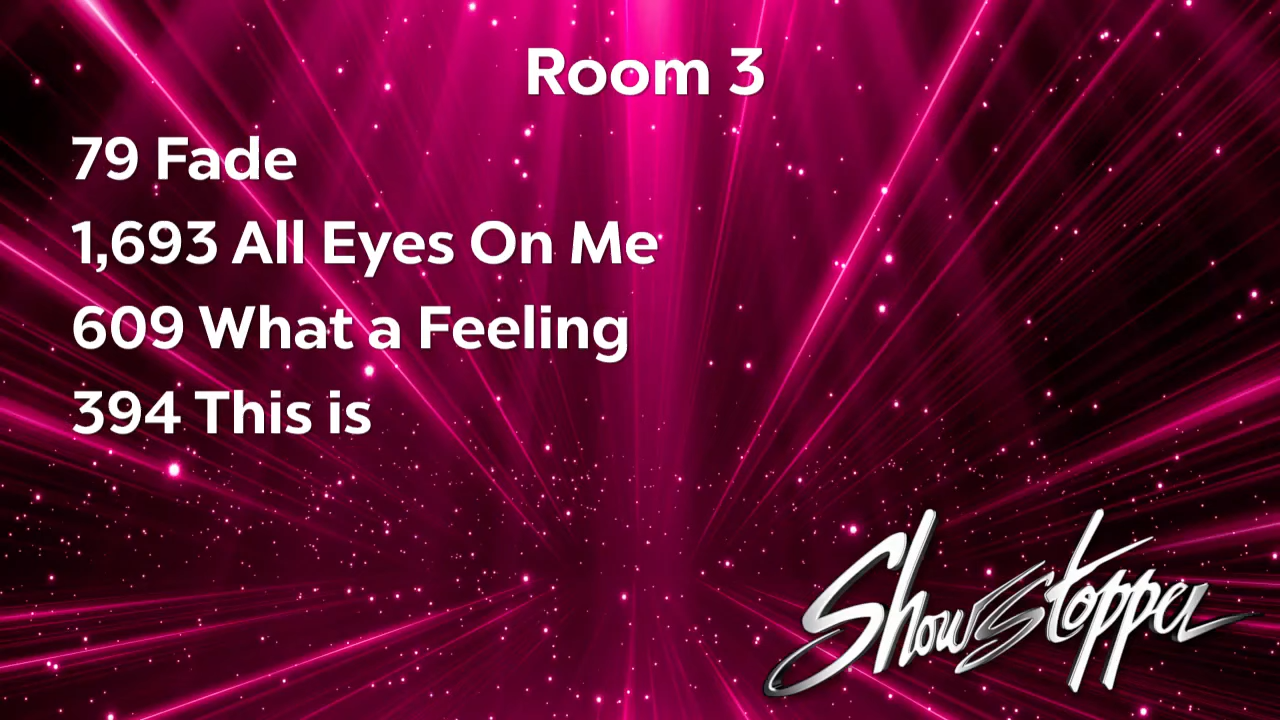 Room 3
79 Fade
1,693 All Eyes On Me
609 What a Feeling
394 This is
Showstopper